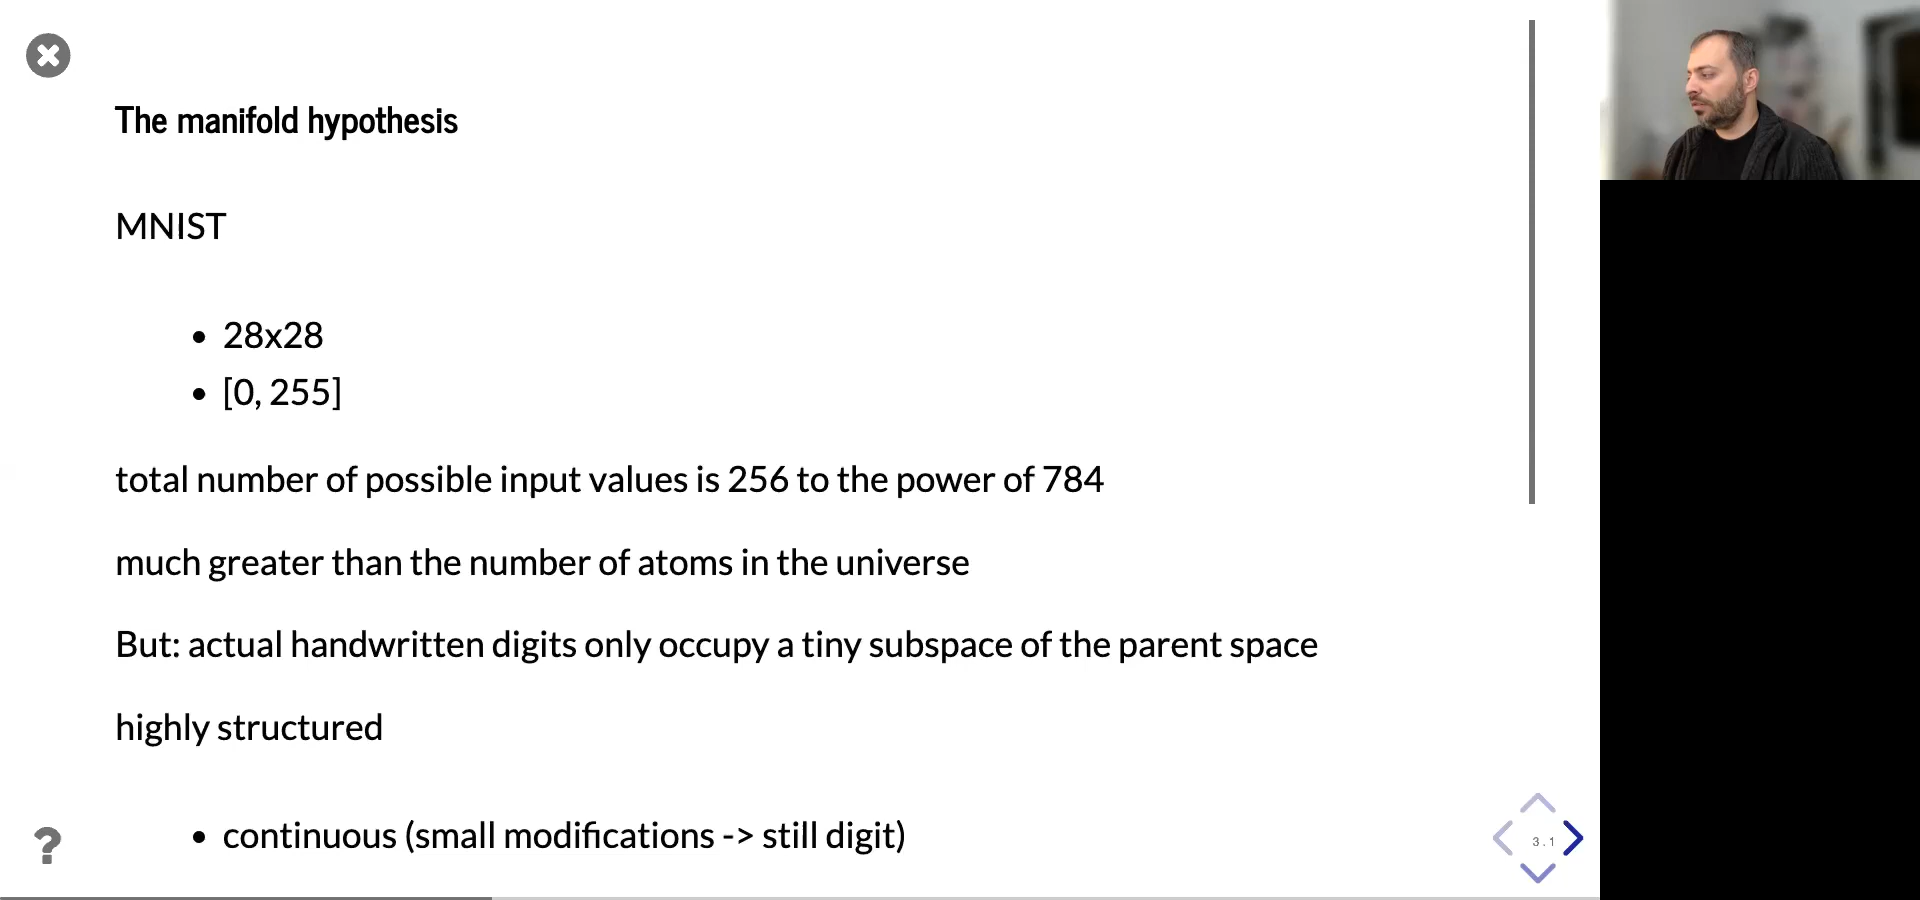 The manifold hypothesis
MNIST
• 28x28
• [0, 255]
total number of possible input values is 256 to the power of 784
much greater than the number of atoms in the universe
But: actual handwritten digits only occupy a tiny subspace of the parent space
highly structured
• continuous (small modifications -> still digit)
?
3.1